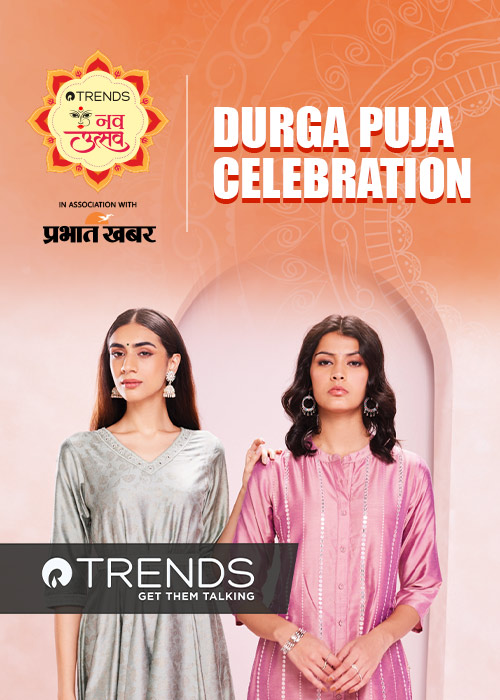 TRENDS
नव
उत्सव
IN ASSOCIATION WITH
प्रभात खबर
DURGA PUJA
CELEBRATION
TRENDS
GET THEM TALKING